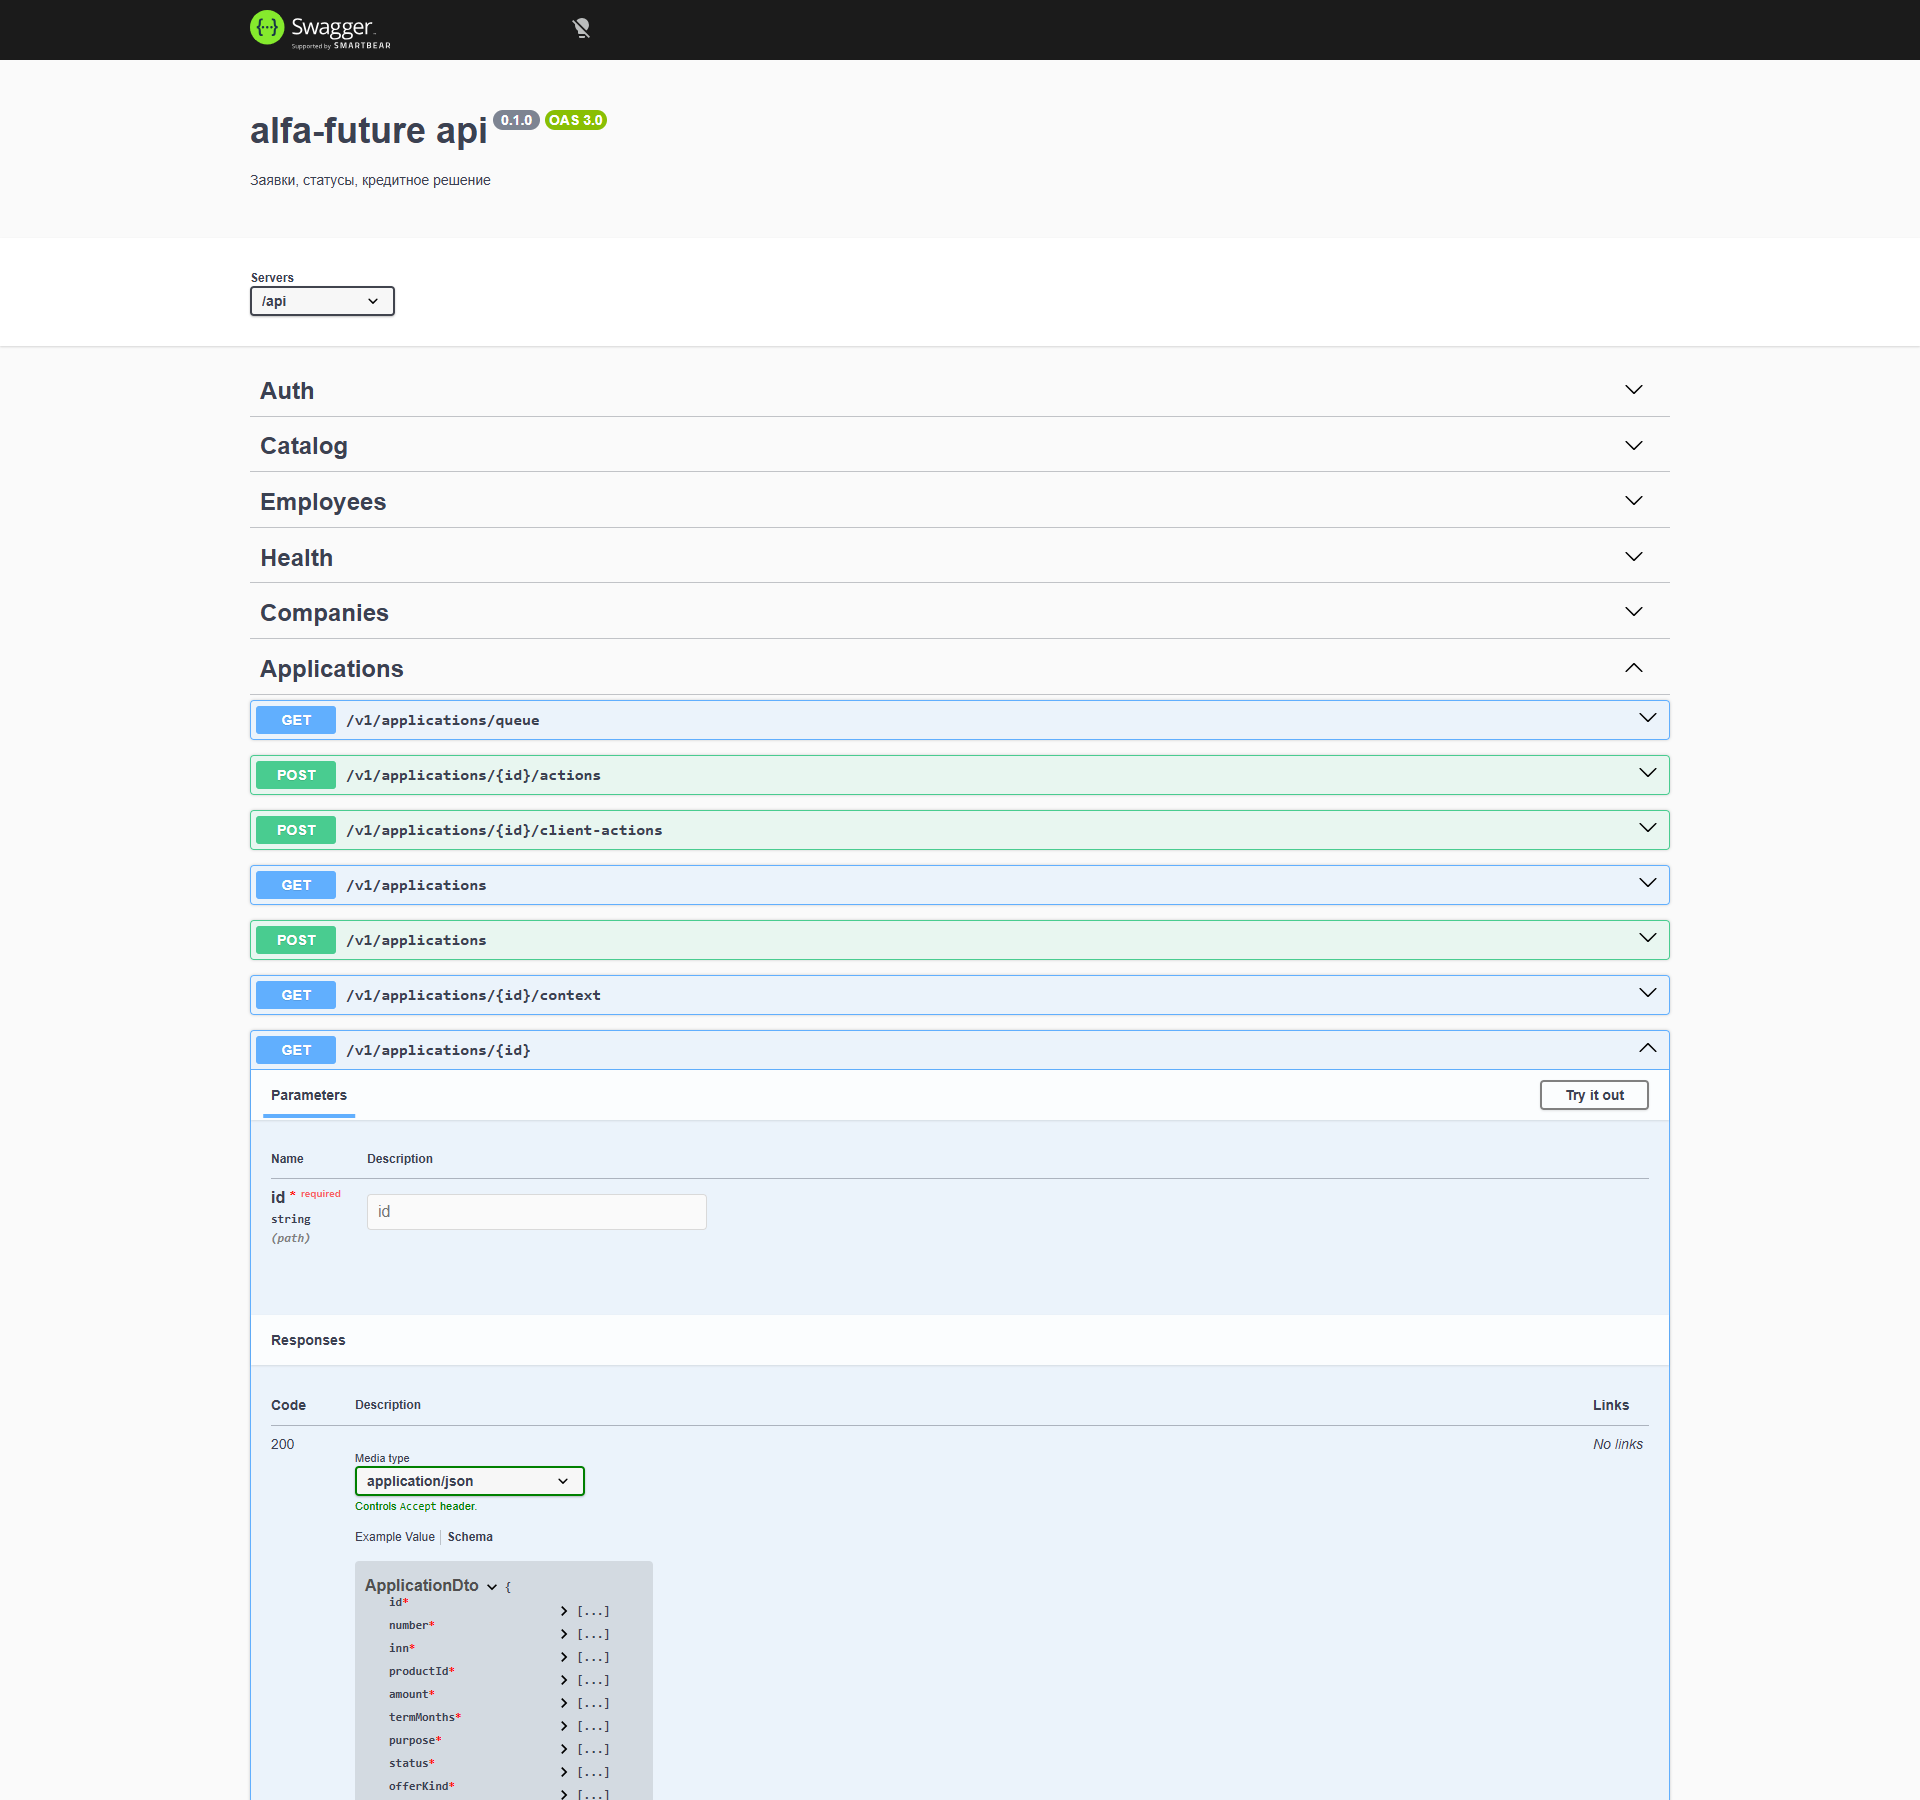 Swagger
Supported by SMARTBEAR
alfa-future api 0.1.0 OAS 3.0
Заявки, статусы, кредитное решение
Servers
/api
Auth
Catalog
Employees
Health
Companies
Applications
GET /v1/applications/queue
POST /v1/applications/{id}/actions
POST /v1/applications/{id}/client-actions
GET /v1/applications
POST /v1/applications
GET /v1/applications/{id}/context
GET /v1/applications/{id}
Parameters
Try it out
Name Description
id * required
string
(path)
id
Responses
Code Description Links
200 No links
Media type
application/json
Controls Accept header.
Example Value Schema
ApplicationDto {
id* [...]
number* [...]
inn* [...]
productId* [...]
amount* [...]
termMonths* [...]
purpose* [...]
status* [...]
offerKind* [...]